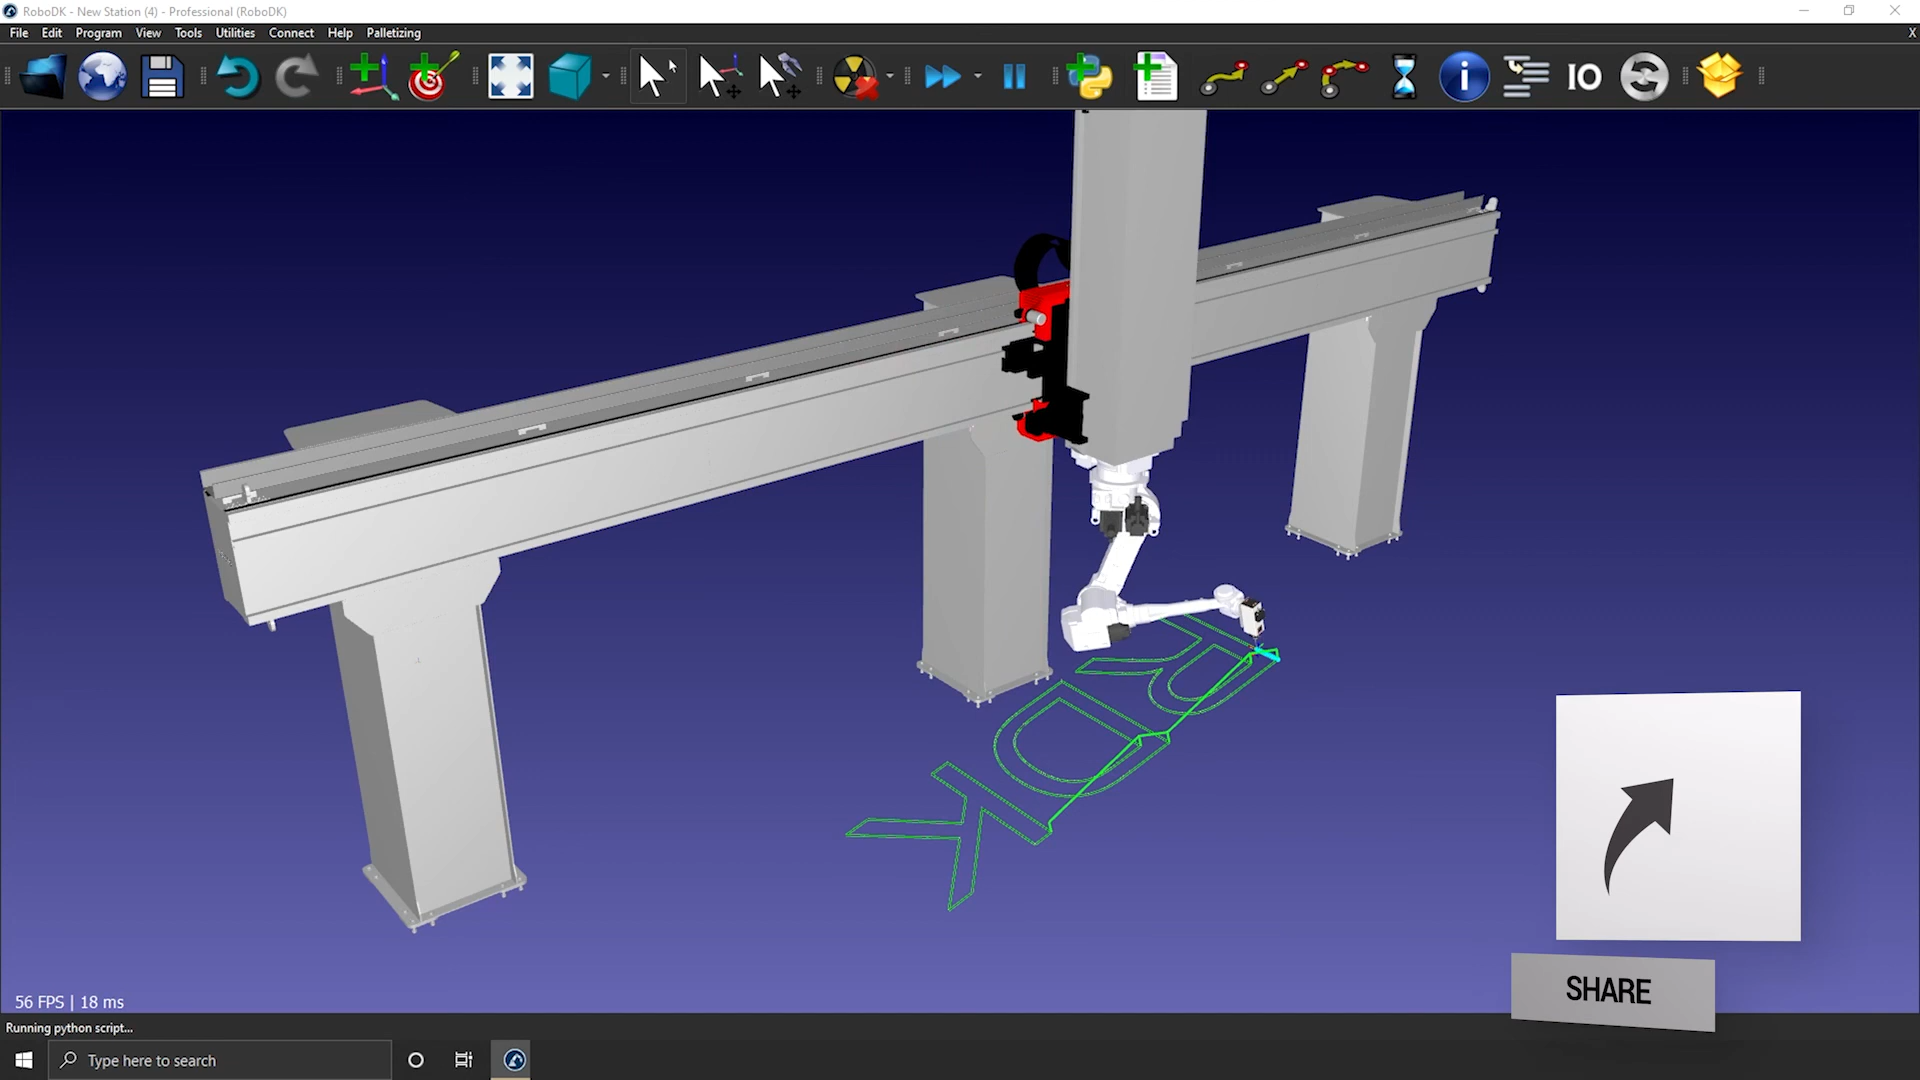 RoboDK - New Station (4) - Professional (RoboDK)
File Edit Program View Tools Utilities Connect Help Palletizing X
i IO
RDK
56 FPS | 18 ms
SHARE
Running python script...
Type here to search